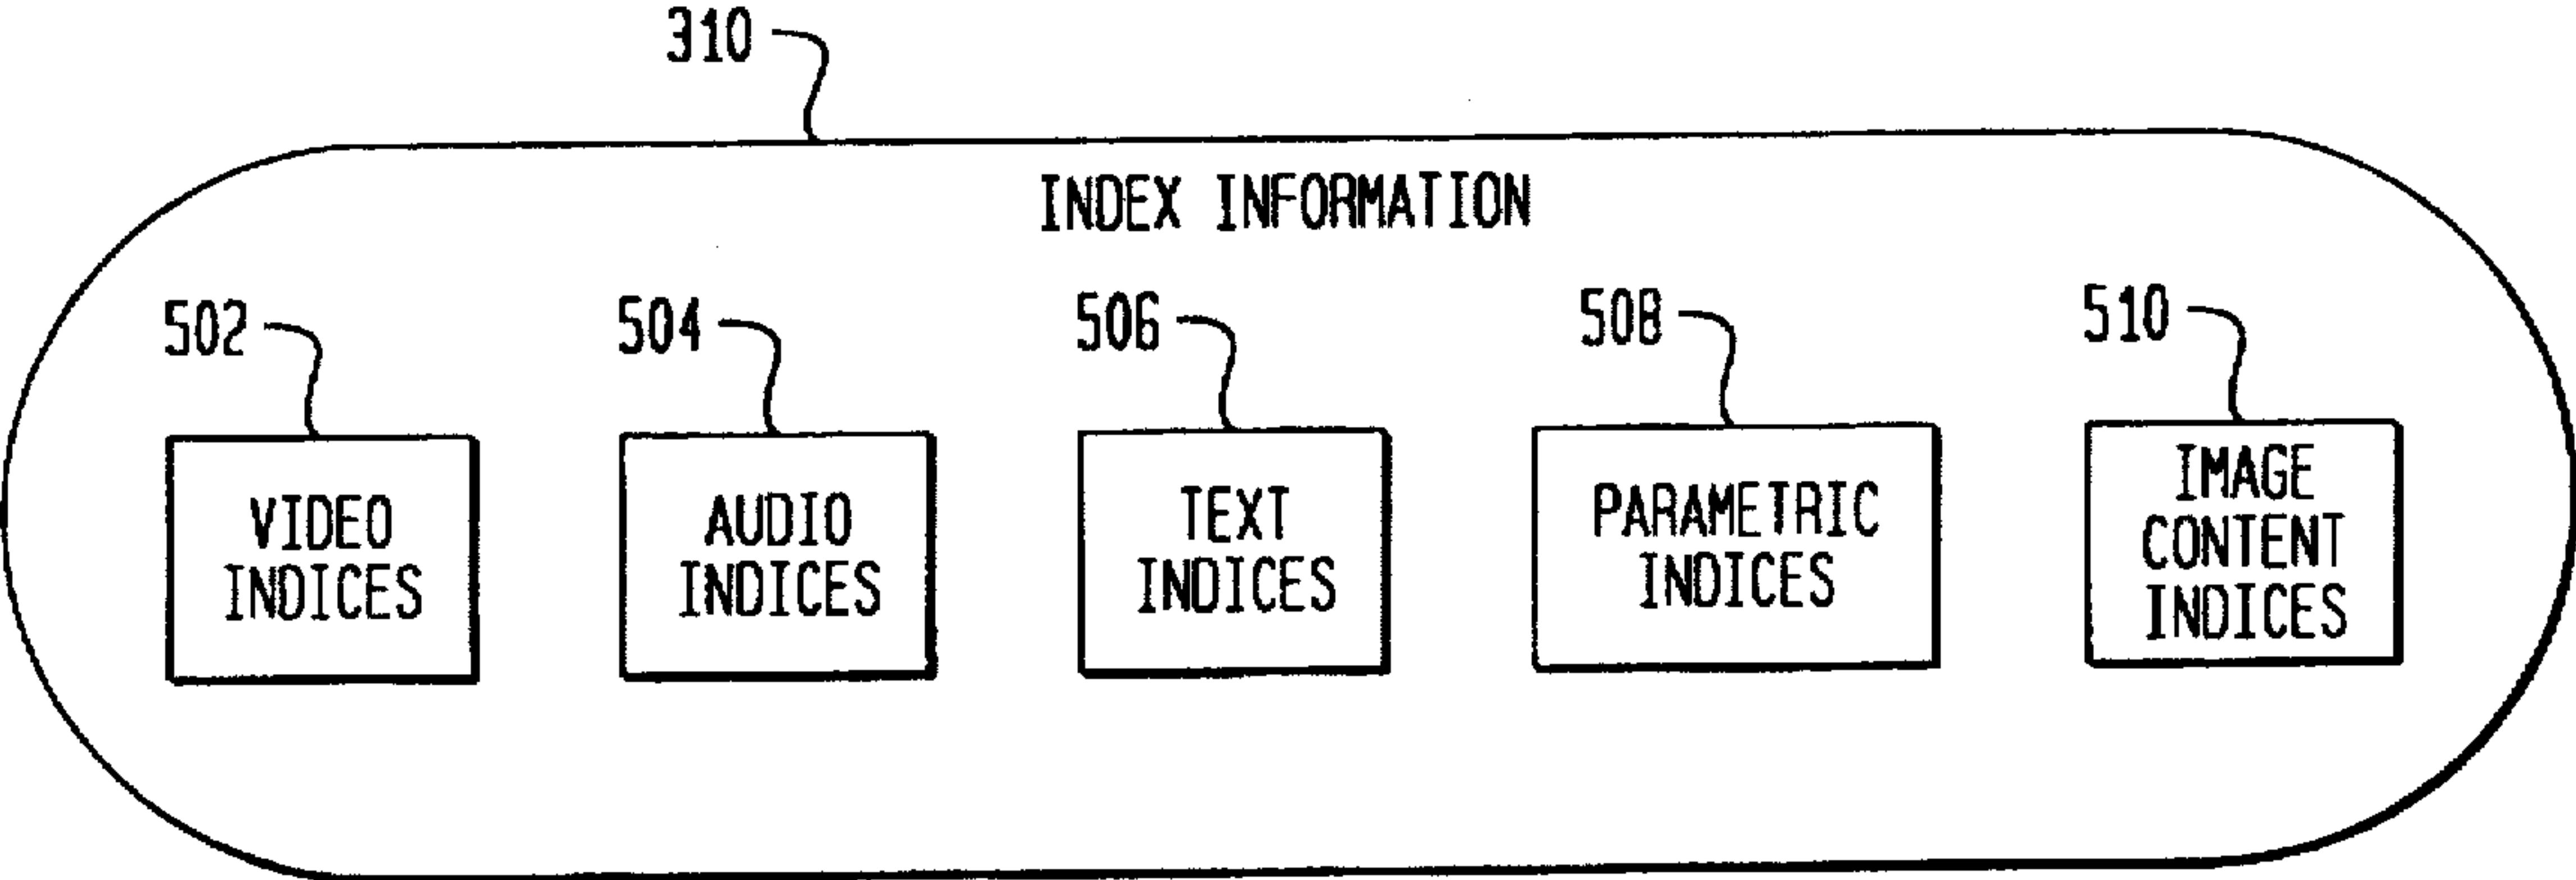 310
INDEX INFORMATION
502
504
506
508
510
VIDEO
INDICES
AUDIO
INDICES
TEXT
INDICES
PARAMETRIC
INDICES
IMAGE
CONTENT
INDICES